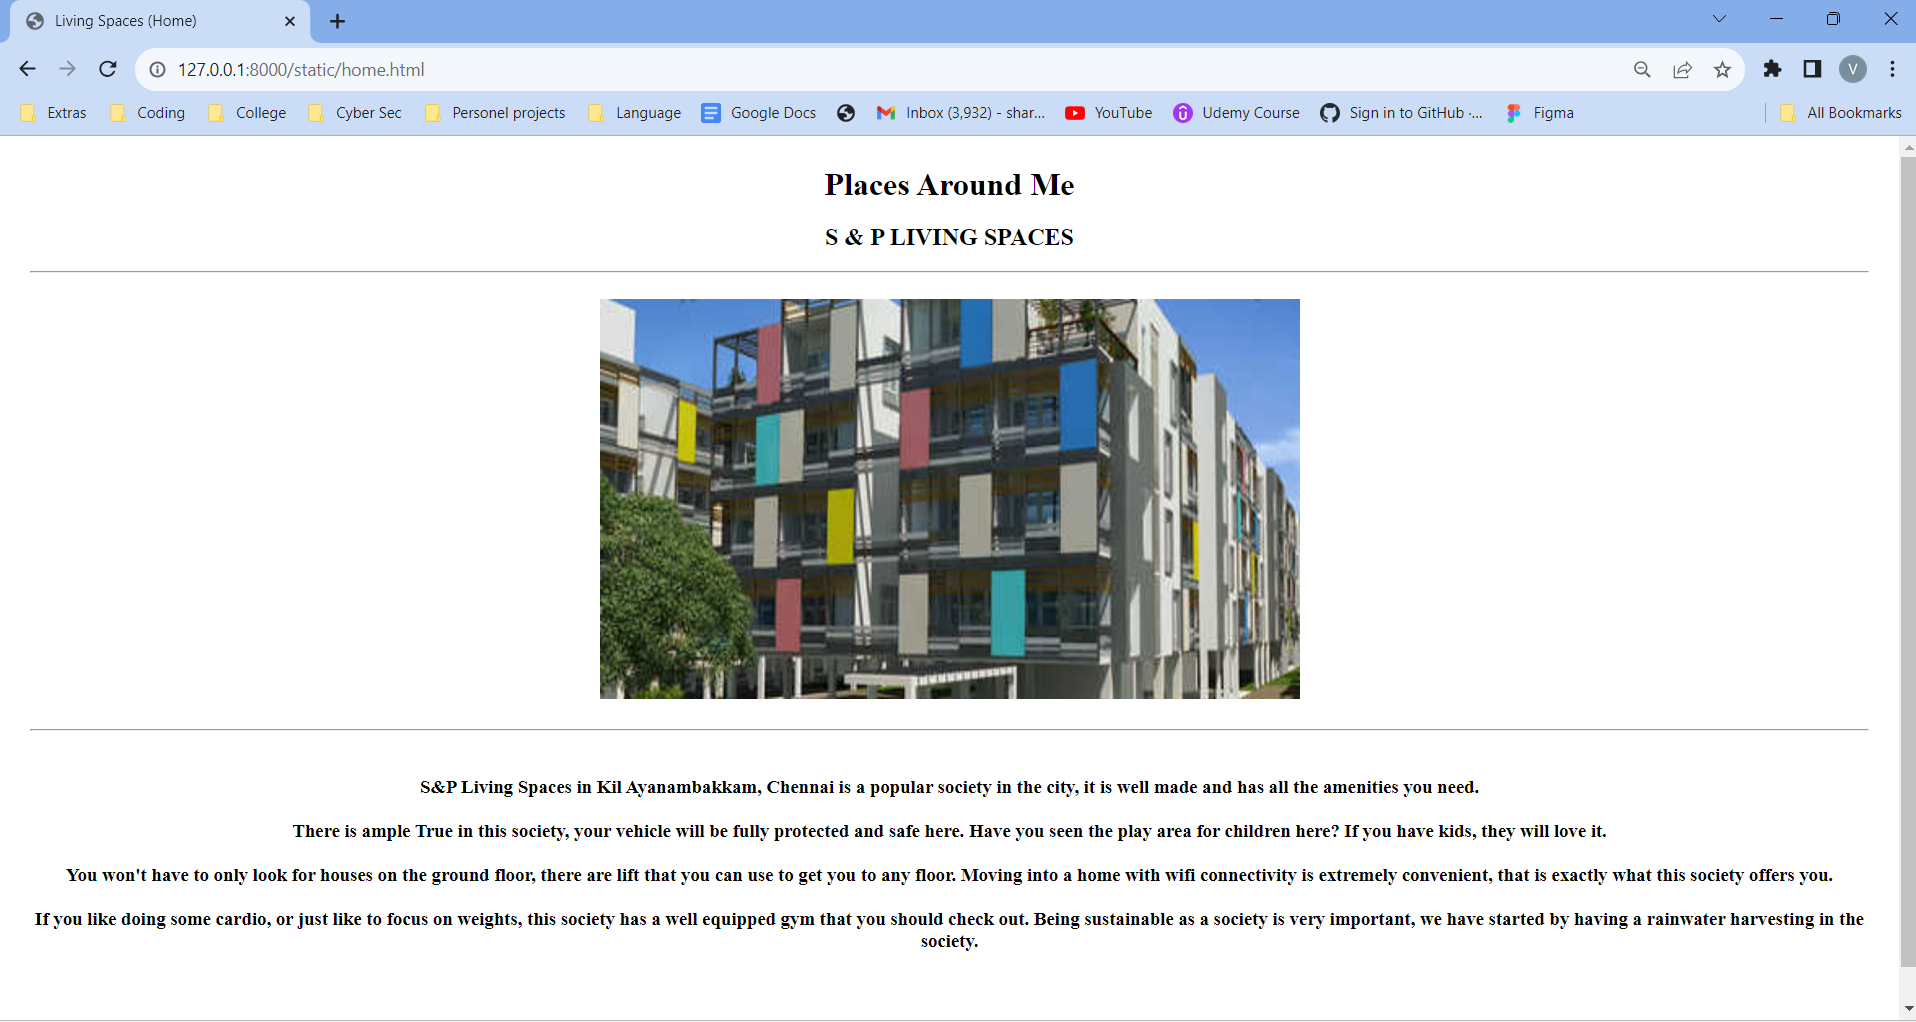 Living Spaces (Home)
127.0.0.1:8000/static/home.html
V
Extras
Coding
College
Cyber Sec
Personel projects
Language
Google Docs
Inbox (3,932) - shar...
YouTube
Udemy Course
Sign in to GitHub ·...
Figma
All Bookmarks
Places Around Me
S & P LIVING SPACES
S&P Living Spaces in Kil Ayanambakkam, Chennai is a popular society in the city, it is well made and has all the amenities you need.
There is ample True in this society, your vehicle will be fully protected and safe here. Have you seen the play area for children here? If you have kids, they will love it.
You won't have to only look for houses on the ground floor, there are lift that you can use to get you to any floor. Moving into a home with wifi connectivity is extremely convenient, that is exactly what this society offers you.
If you like doing some cardio, or just like to focus on weights, this society has a well equipped gym that you should check out. Being sustainable as a society is very important, we have started by having a rainwater harvesting in the
society.